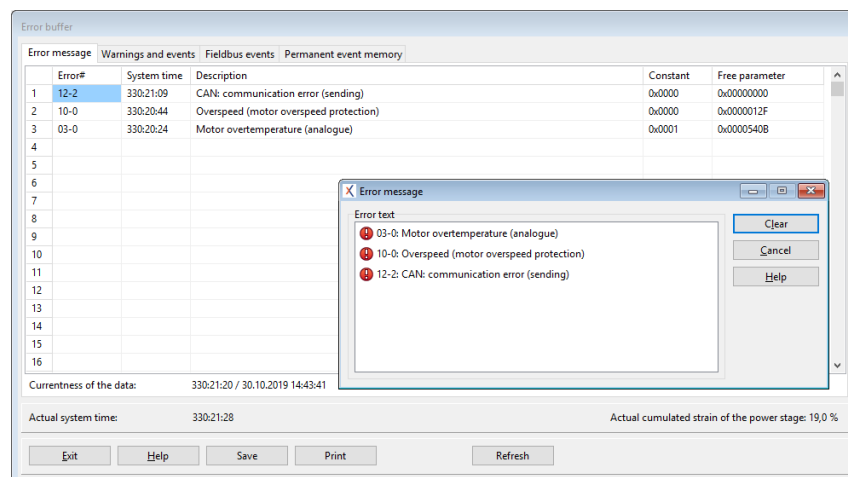 Error buffer
Error message Warnings and events Fieldbus events Permanent event memory
Error# System time Description Constant Free parameter
1 12-2 330:21:09 CAN: communication error (sending) 0x0000 0x00000000
2 10-0 330:20:44 Overspeed (motor overspeed protection) 0x0000 0x0000012F
3 03-0 330:20:24 Motor overtemperature (analogue) 0x0001 0x0000540B
4
5
6
7
8
9
10
11
12
13
14
15
16
Error message
Error text
03-0: Motor overtemperature (analogue)
10-0: Overspeed (motor overspeed protection)
12-2: CAN: communication error (sending)
Clear
Cancel
Help
Currentness of the data: 330:21:20 / 30.10.2019 14:43:41
Actual system time: 330:21:28 Actual cumulated strain of the power stage: 19,0 %
Exit Help Save Print Refresh